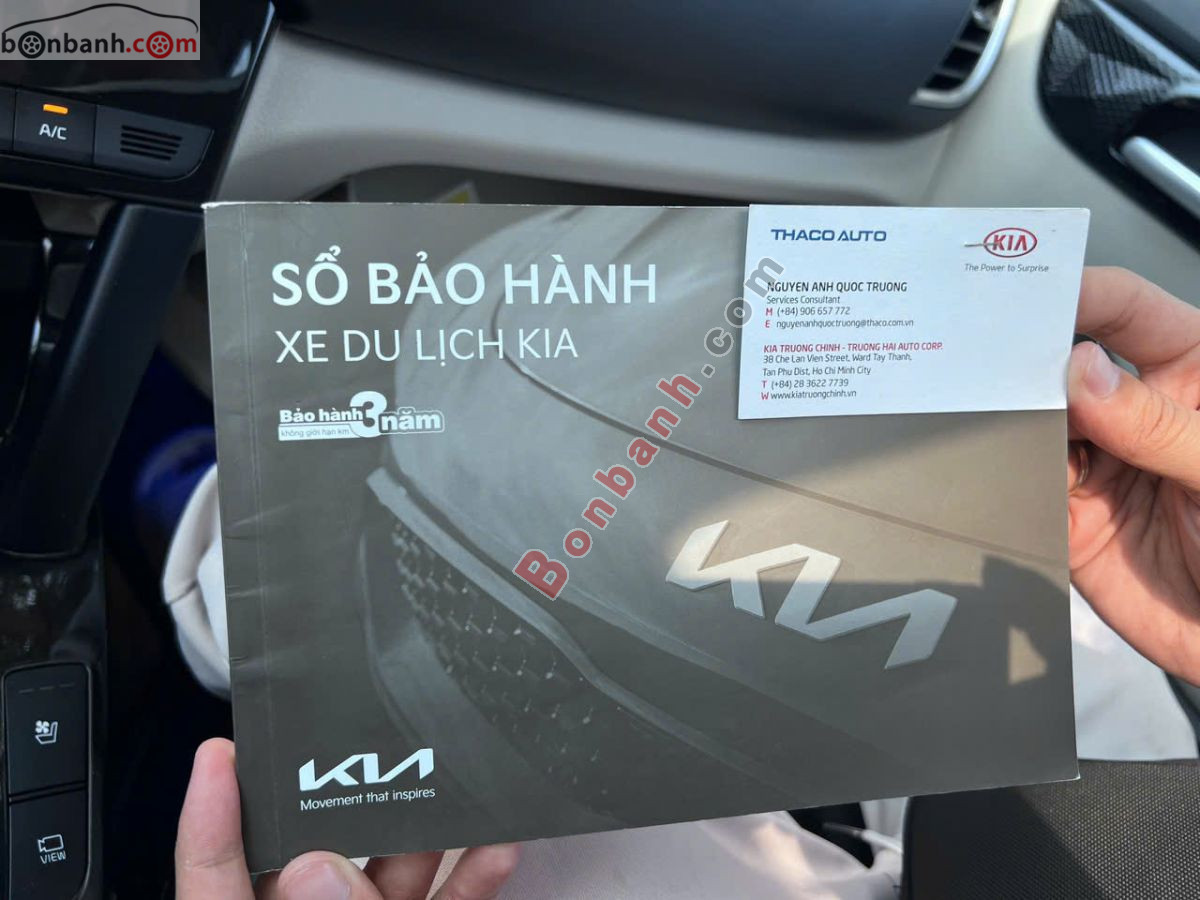 bonbanh.com
A/C
SỔ BẢO HÀNH
XE DU LỊCH KIA
Bảo hành 3 năm
không giới hạn km
THACO AUTO
KIA
The Power to Surprise
NGUYEN ANH QUOC TRUONG
Services Consultant
M (+84) 906 657 772
E nguyenanhquoctruong@thaco.com.vn
KIA TRUONG CHINH - TRUONG HAI AUTO CORP.
38 Che Lan Vien Street, Ward Tay Thanh,
Tan Phu Dist, Ho Chi Minh City
T (+84) 28 3622 7739
W www.kiatruongchinh.vn
Bonbanh.com
KIA
KIA
Movement that inspires
VIEW